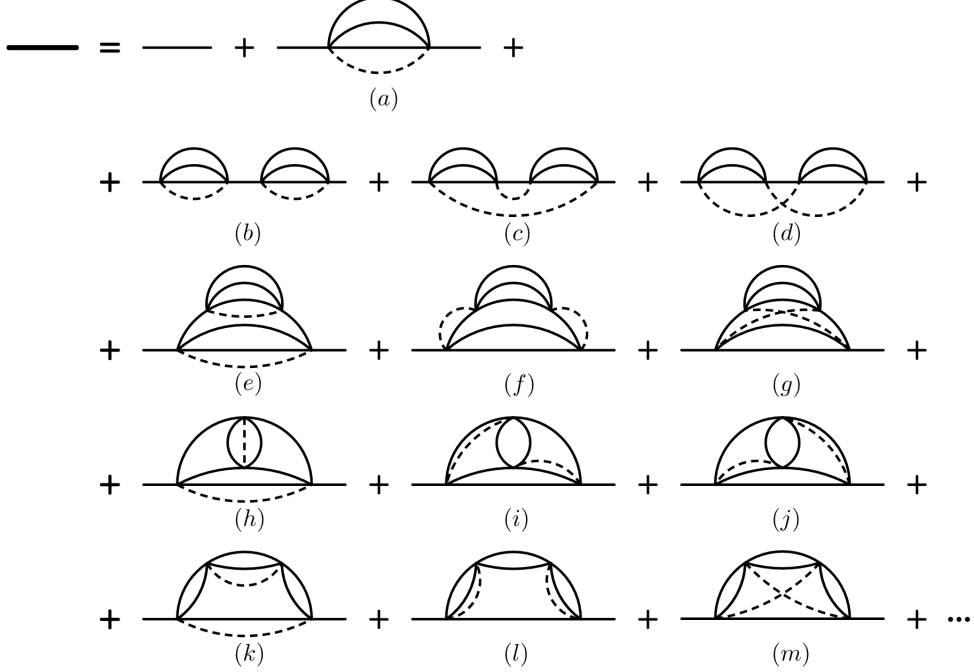 = + +
(a)
+ + + +
(b) (c) (d)
+ + + +
(e) (f) (g)
+ + + +
(h) (i) (j)
+ + + + ...
(k) (l) (m)